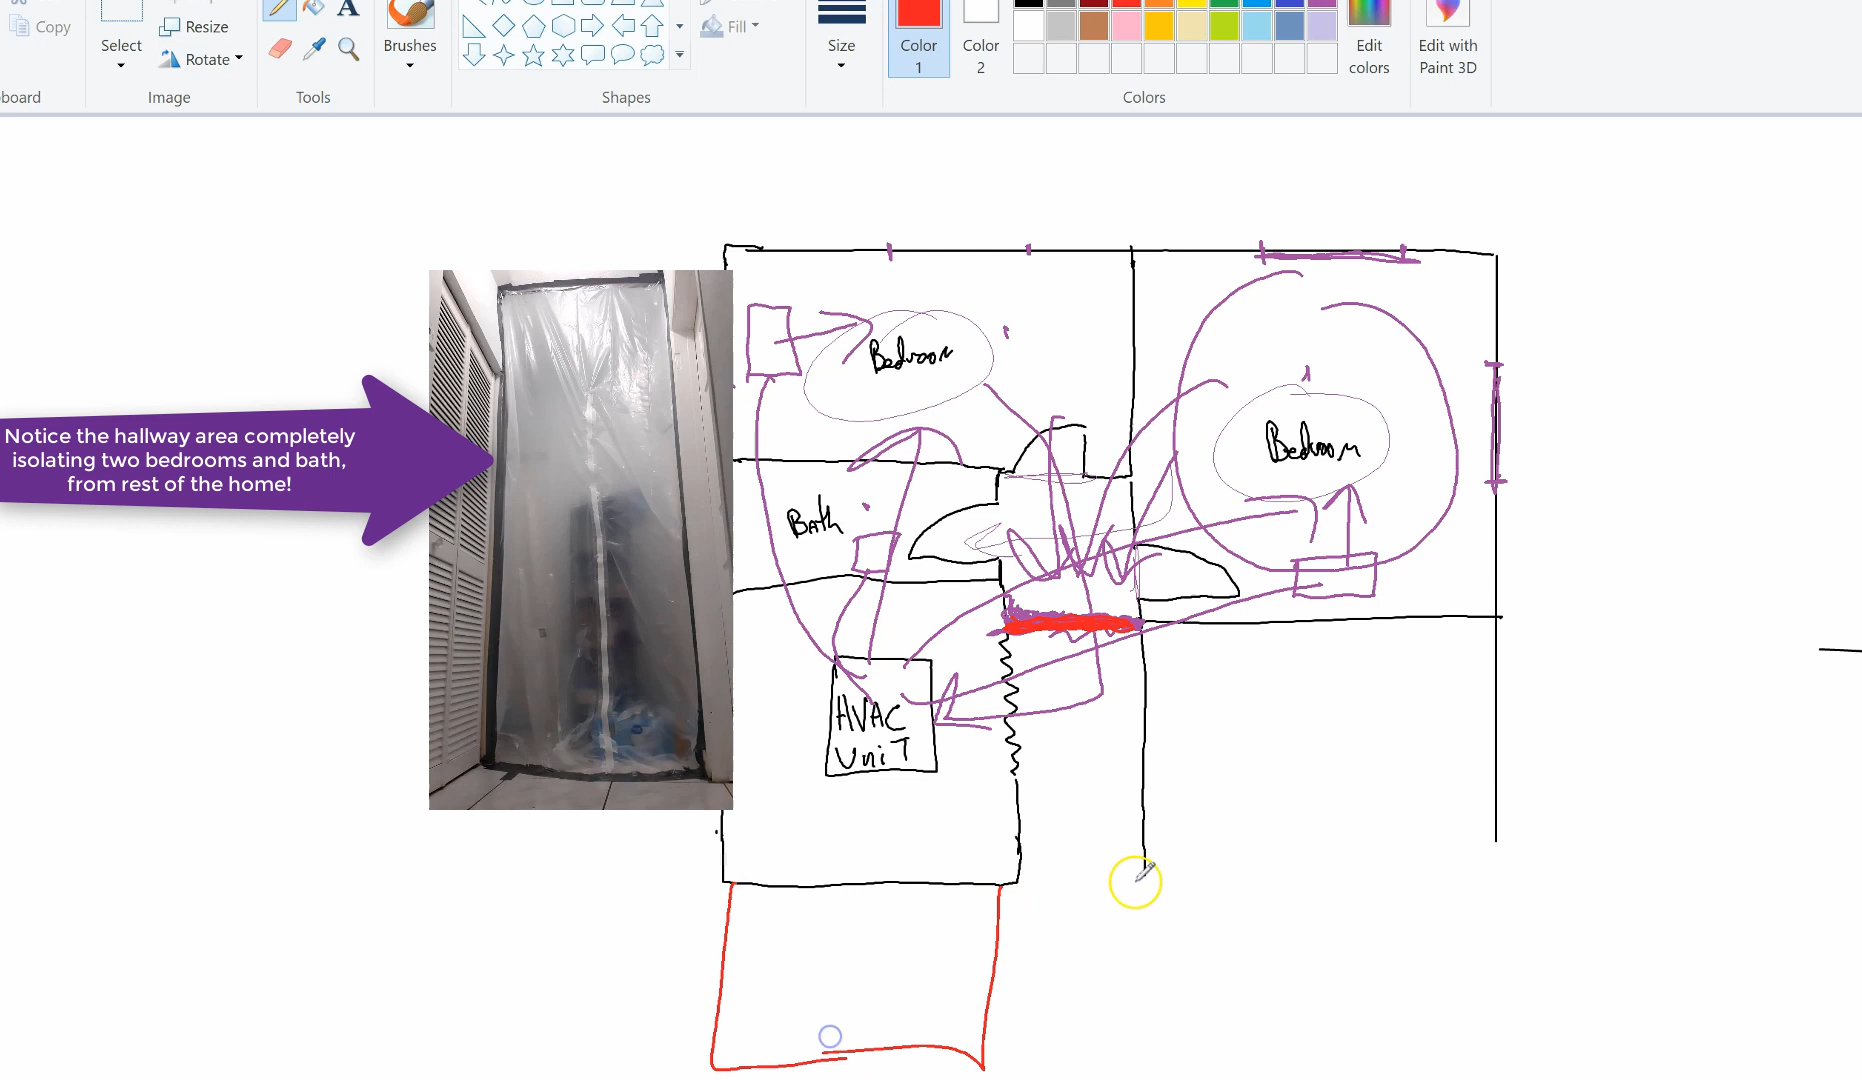 Copy
Select
Resize
Rotate
A
Brushes
Fill
Size
Color
1
Color
2
Edit
colors
Edit with
Paint 3D
board
Image
Tools
Shapes
Colors
Notice the hallway area completely
isolating two bedrooms and bath,
from rest of the home!
Bedroom
Bedroom
Bath
HVAC
UniT